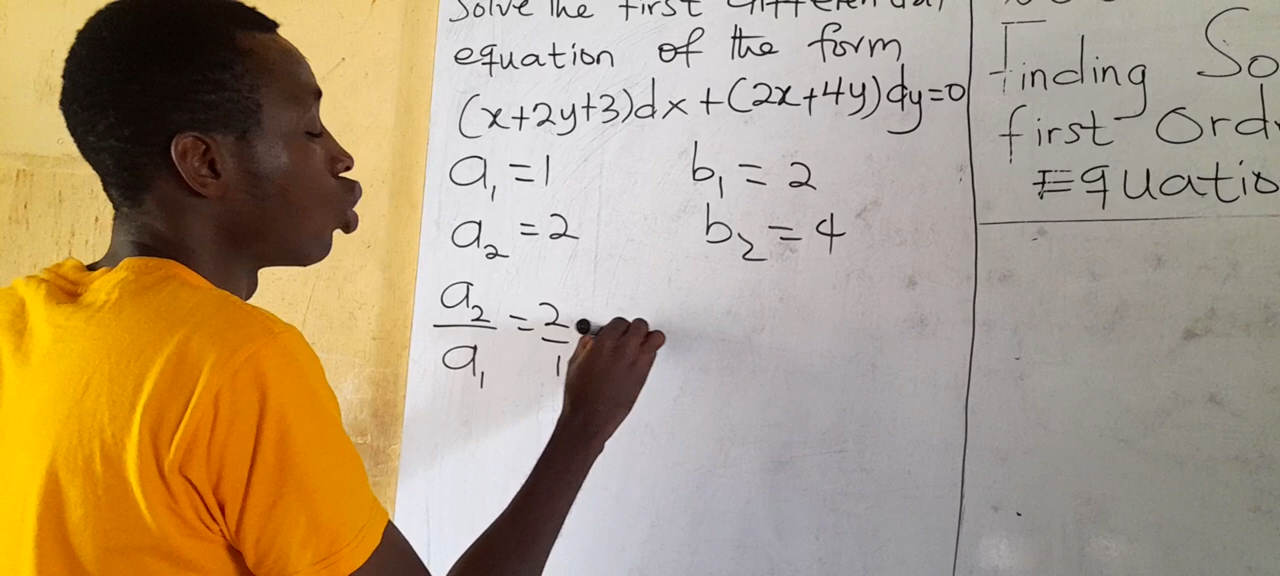 Solve the first differential
equation of the form
(x+2y+3)dx+(2x+4y)dy=0
a₁=1 b₁=2
a₂=2 b₂=4
a₂/a₁=2/1
Finding So
first Ord
Equatio